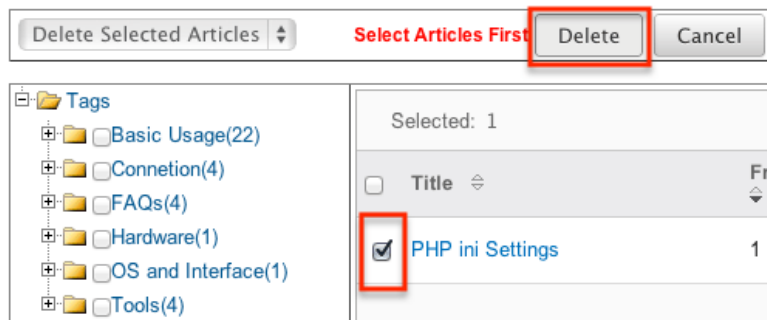 Delete Selected Articles Select Articles First Delete Cancel
Tags
Basic Usage(22)
Connetion(4)
FAQs(4)
Hardware(1)
OS and Interface(1)
Tools(4)
Selected: 1
Title Fr
PHP ini Settings 1